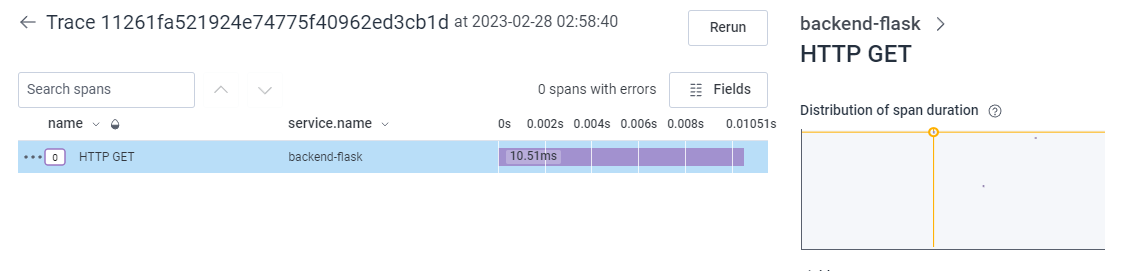 Trace 11261fa521924e74775f40962ed3cb1d at 2023-02-28 02:58:40
Rerun
Search spans
0 spans with errors
Fields
name
service.name
0s 0.002s 0.004s 0.006s 0.008s 0.01051s
0 HTTP GET backend-flask 10.51ms
backend-flask
HTTP GET
Distribution of span duration